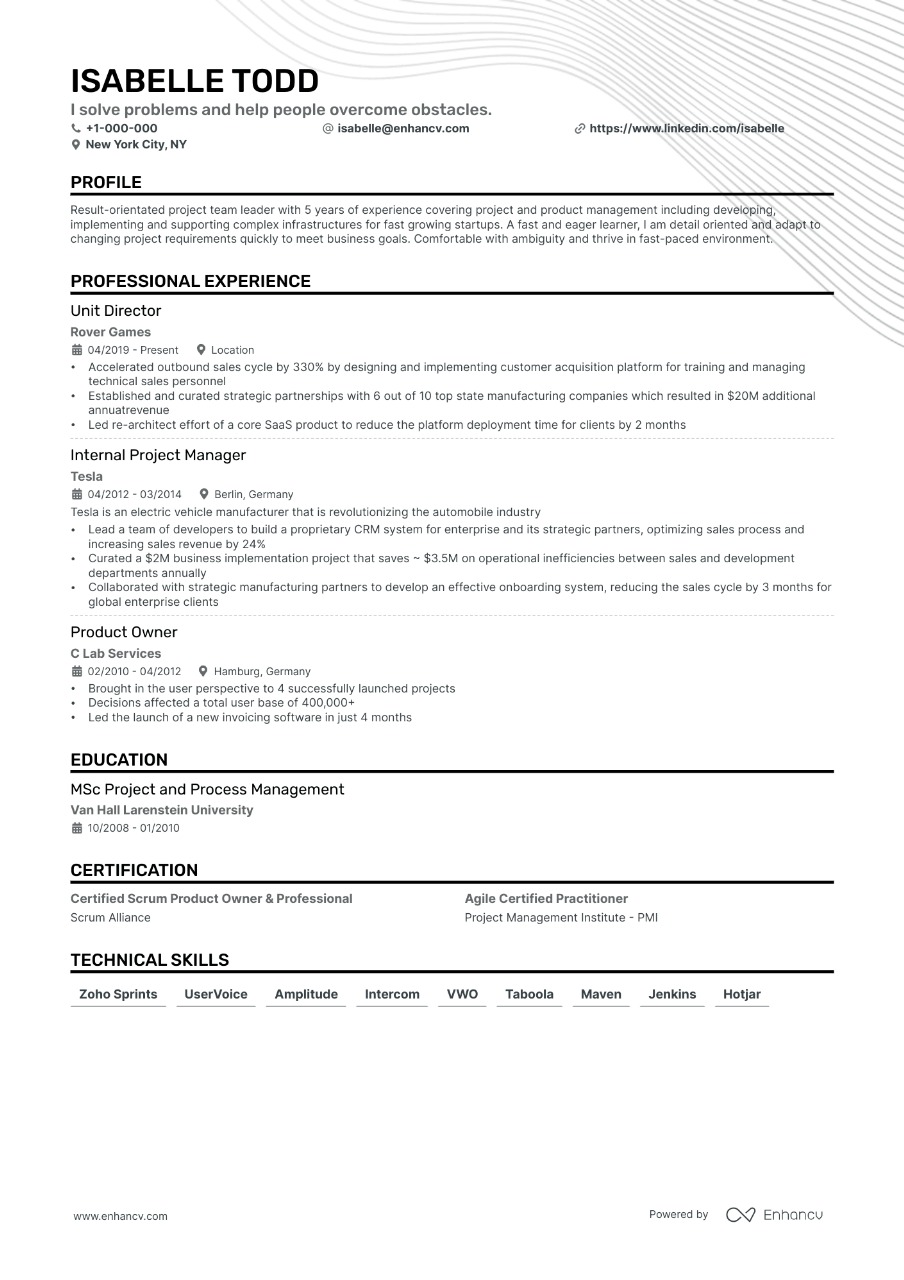 ISABELLE TODD
I solve problems and help people overcome obstacles.
+1-000-000 isabelle@enhancv.com https://www.linkedin.com/isabelle
New York City, NY
PROFILE
Result-orientated project team leader with 5 years of experience covering project and product management including developing,
implementing and supporting complex infrastructures for fast growing startups. A fast and eager learner, I am detail oriented and adapt to
changing project requirements quickly to meet business goals. Comfortable with ambiguity and thrive in fast-paced environment.
PROFESSIONAL EXPERIENCE
Unit Director
Rover Games
04/2019 - Present Location
• Accelerated outbound sales cycle by 330% by designing and implementing customer acquisition platform for training and managing
technical sales personnel
• Established and curated strategic partnerships with 6 out of 10 top state manufacturing companies which resulted in $20M additional
annuatrevenue
• Led re-architect effort of a core SaaS product to reduce the platform deployment time for clients by 2 months
Internal Project Manager
Tesla
04/2012 - 03/2014 Berlin, Germany
Tesla is an electric vehicle manufacturer that is revolutionizing the automobile industry
• Lead a team of developers to build a proprietary CRM system for enterprise and its strategic partners, optimizing sales process and
increasing sales revenue by 24%
• Curated a $2M business implementation project that saves ~ $3.5M on operational inefficiencies between sales and development
departments annually
• Collaborated with strategic manufacturing partners to develop an effective onboarding system, reducing the sales cycle by 3 months for
global enterprise clients
Product Owner
C Lab Services
02/2010 - 04/2012 Hamburg, Germany
• Brought in the user perspective to 4 successfully launched projects
• Decisions affected a total user base of 400,000+
• Led the launch of a new invoicing software in just 4 months
EDUCATION
MSc Project and Process Management
Van Hall Larenstein University
10/2008 - 01/2010
CERTIFICATION
Certified Scrum Product Owner & Professional Agile Certified Practitioner
Scrum Alliance Project Management Institute - PMI
TECHNICAL SKILLS
Zoho Sprints UserVoice Amplitude Intercom VWO Taboola Maven Jenkins Hotjar
www.enhancv.com Powered by Enhancv